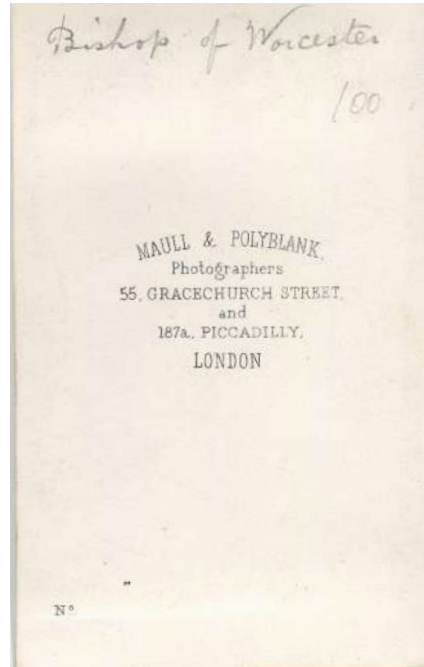 Bishop of Worcester
100
MAULL & POLYBLANK,
Photographers
55, GRACECHURCH STREET,
and
187a., PICCADILLY,
LONDON
N°